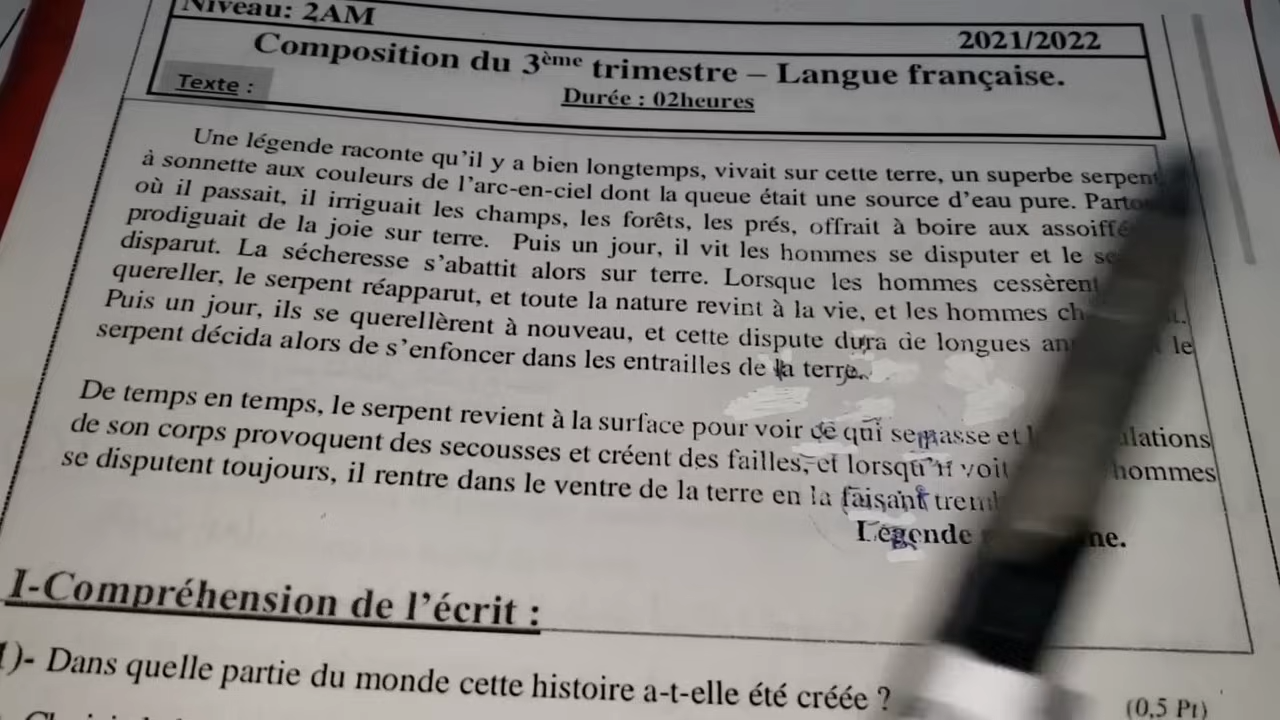 Niveau: 2AM
2021/2022
Composition du 3ème trimestre – Langue française.
Texte :
Durée : 02heures
Une légende raconte qu'il y a bien longtemps, vivait sur cette terre, un superbe serpent
à sonnette aux couleurs de l'arc-en-ciel dont la queue était une source d'eau pure.
où il passait, il irriguait les champs, les forêts, les prés, offrait à boire aux
prodiguait de la joie sur terre. Puis un jour, il vit les hommes se disputer et le
disparut. La sécheresse s'abattit alors sur terre. Lorsque les hommes cessèrent
quereller, le serpent réapparut, et toute la nature revint à la vie, et les hommes
Puis un jour, ils se querellèrent à nouveau, et cette dispute dura de longues le
serpent décida alors de s'enfoncer dans les entrailles de la terre.
De temps en temps, le serpent revient à la surface pour voir ce qui se passe et
de son corps provoquent des secousses et créent des failles, et lorsqu'il voit hommes
se disputent toujours, il rentre dans le ventre de la terre en la faisant
Légende
I-Compréhension de l'écrit :
1)- Dans quelle partie du monde cette histoire a-t-elle été créée ?
(0,5 Pt)